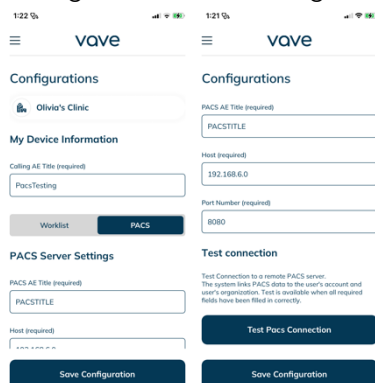 1:22
vave
Configurations
Olivia's Clinic
My Device Information
Calling AE Title (required)
PacsTesting
Worklist PACS
PACS Server Settings
PACS AE Title (required)
PACSTITLE
Host (required)
Save Configuration
1:21
vave
Configurations
PACS AE Title (required)
PACSTITLE
Host (required)
192.168.6.0
Port Number (required)
8080
Test connection
Test Connection to a remote PACS server.
The system links PACS data to the user's account and
user's organization. Test is available when all required
fields have been filled in correctly.
Test Pacs Connection
Save Configuration